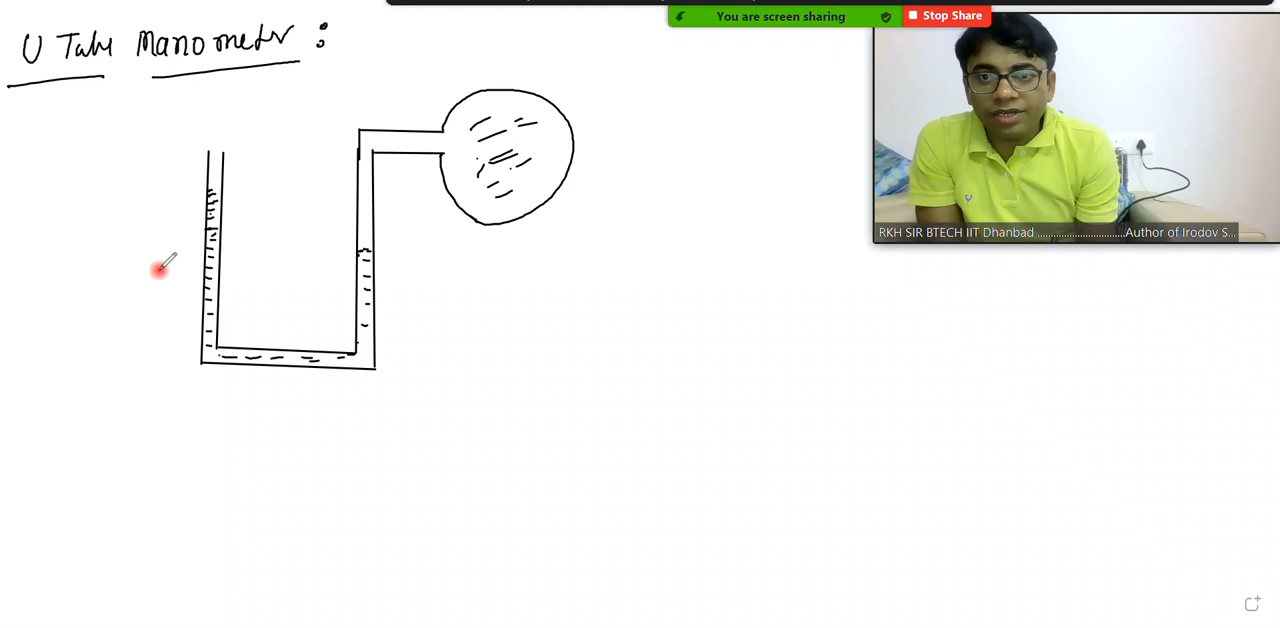 You are screen sharing
Stop Share
U Tube Manometer :
RKH SIR BTECH IIT Dhanbad ..................................Author of Irodov S...